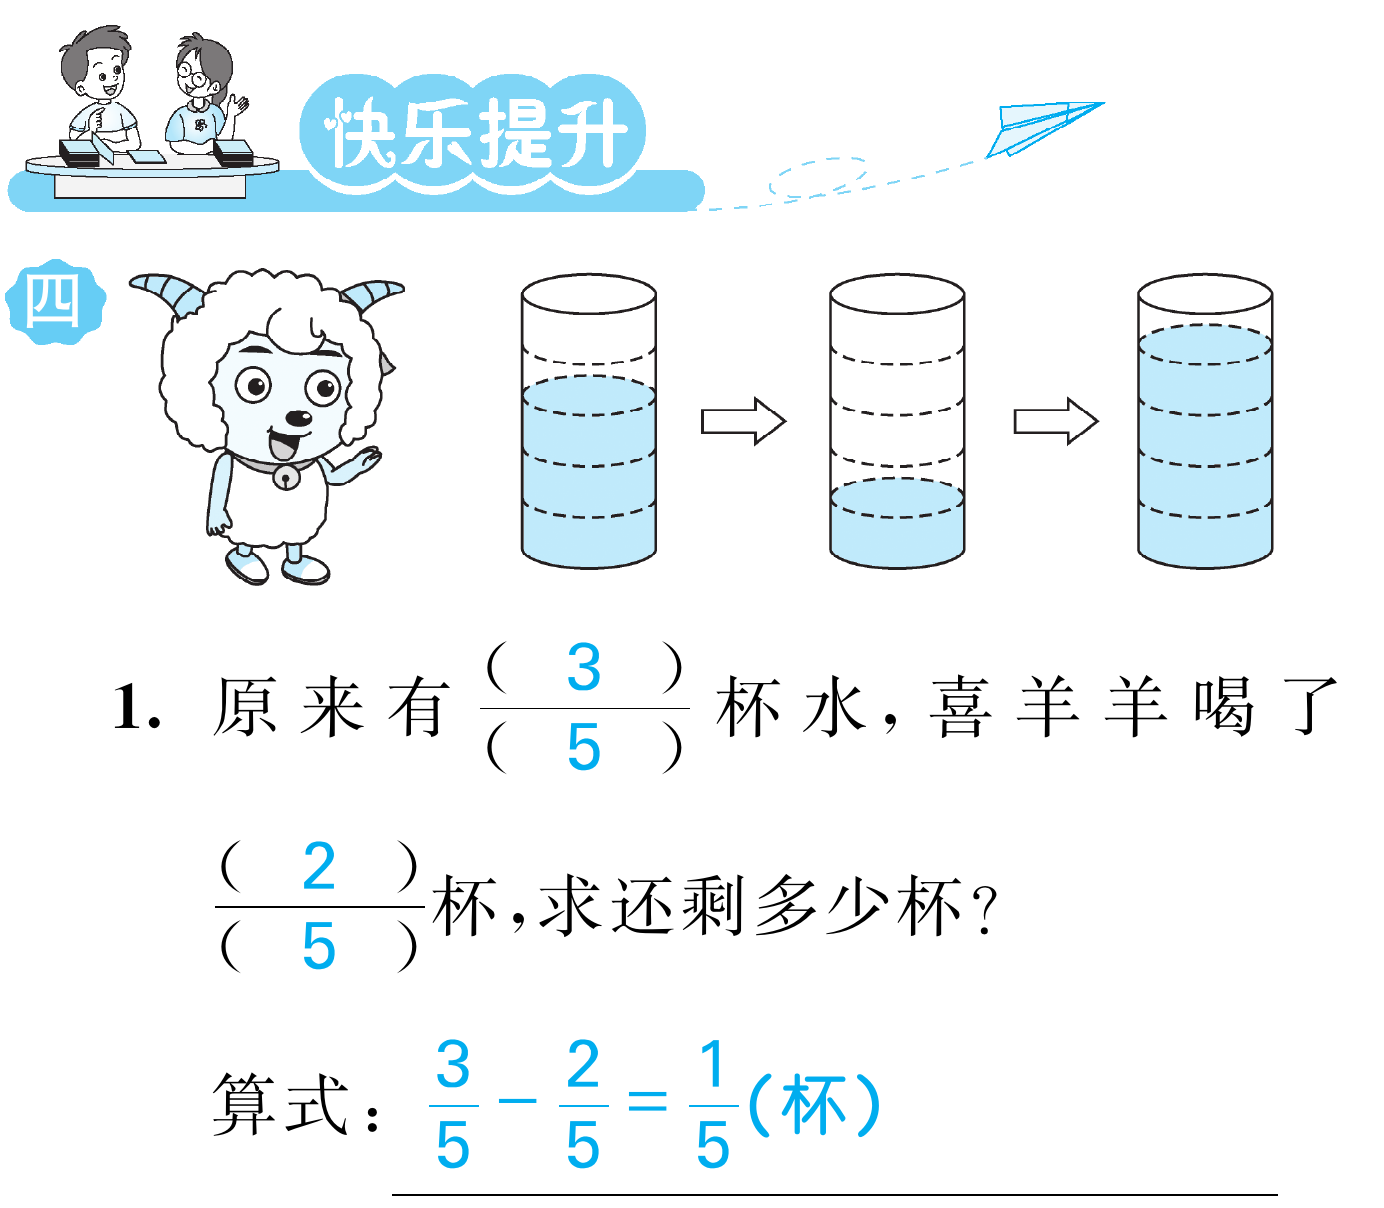 快乐提升
四
1. 原来有 (3)/(5) 杯水，喜羊羊喝了
(2)/(5) 杯，求还剩多少杯？
算式：3/5 - 2/5 = 1/5(杯)